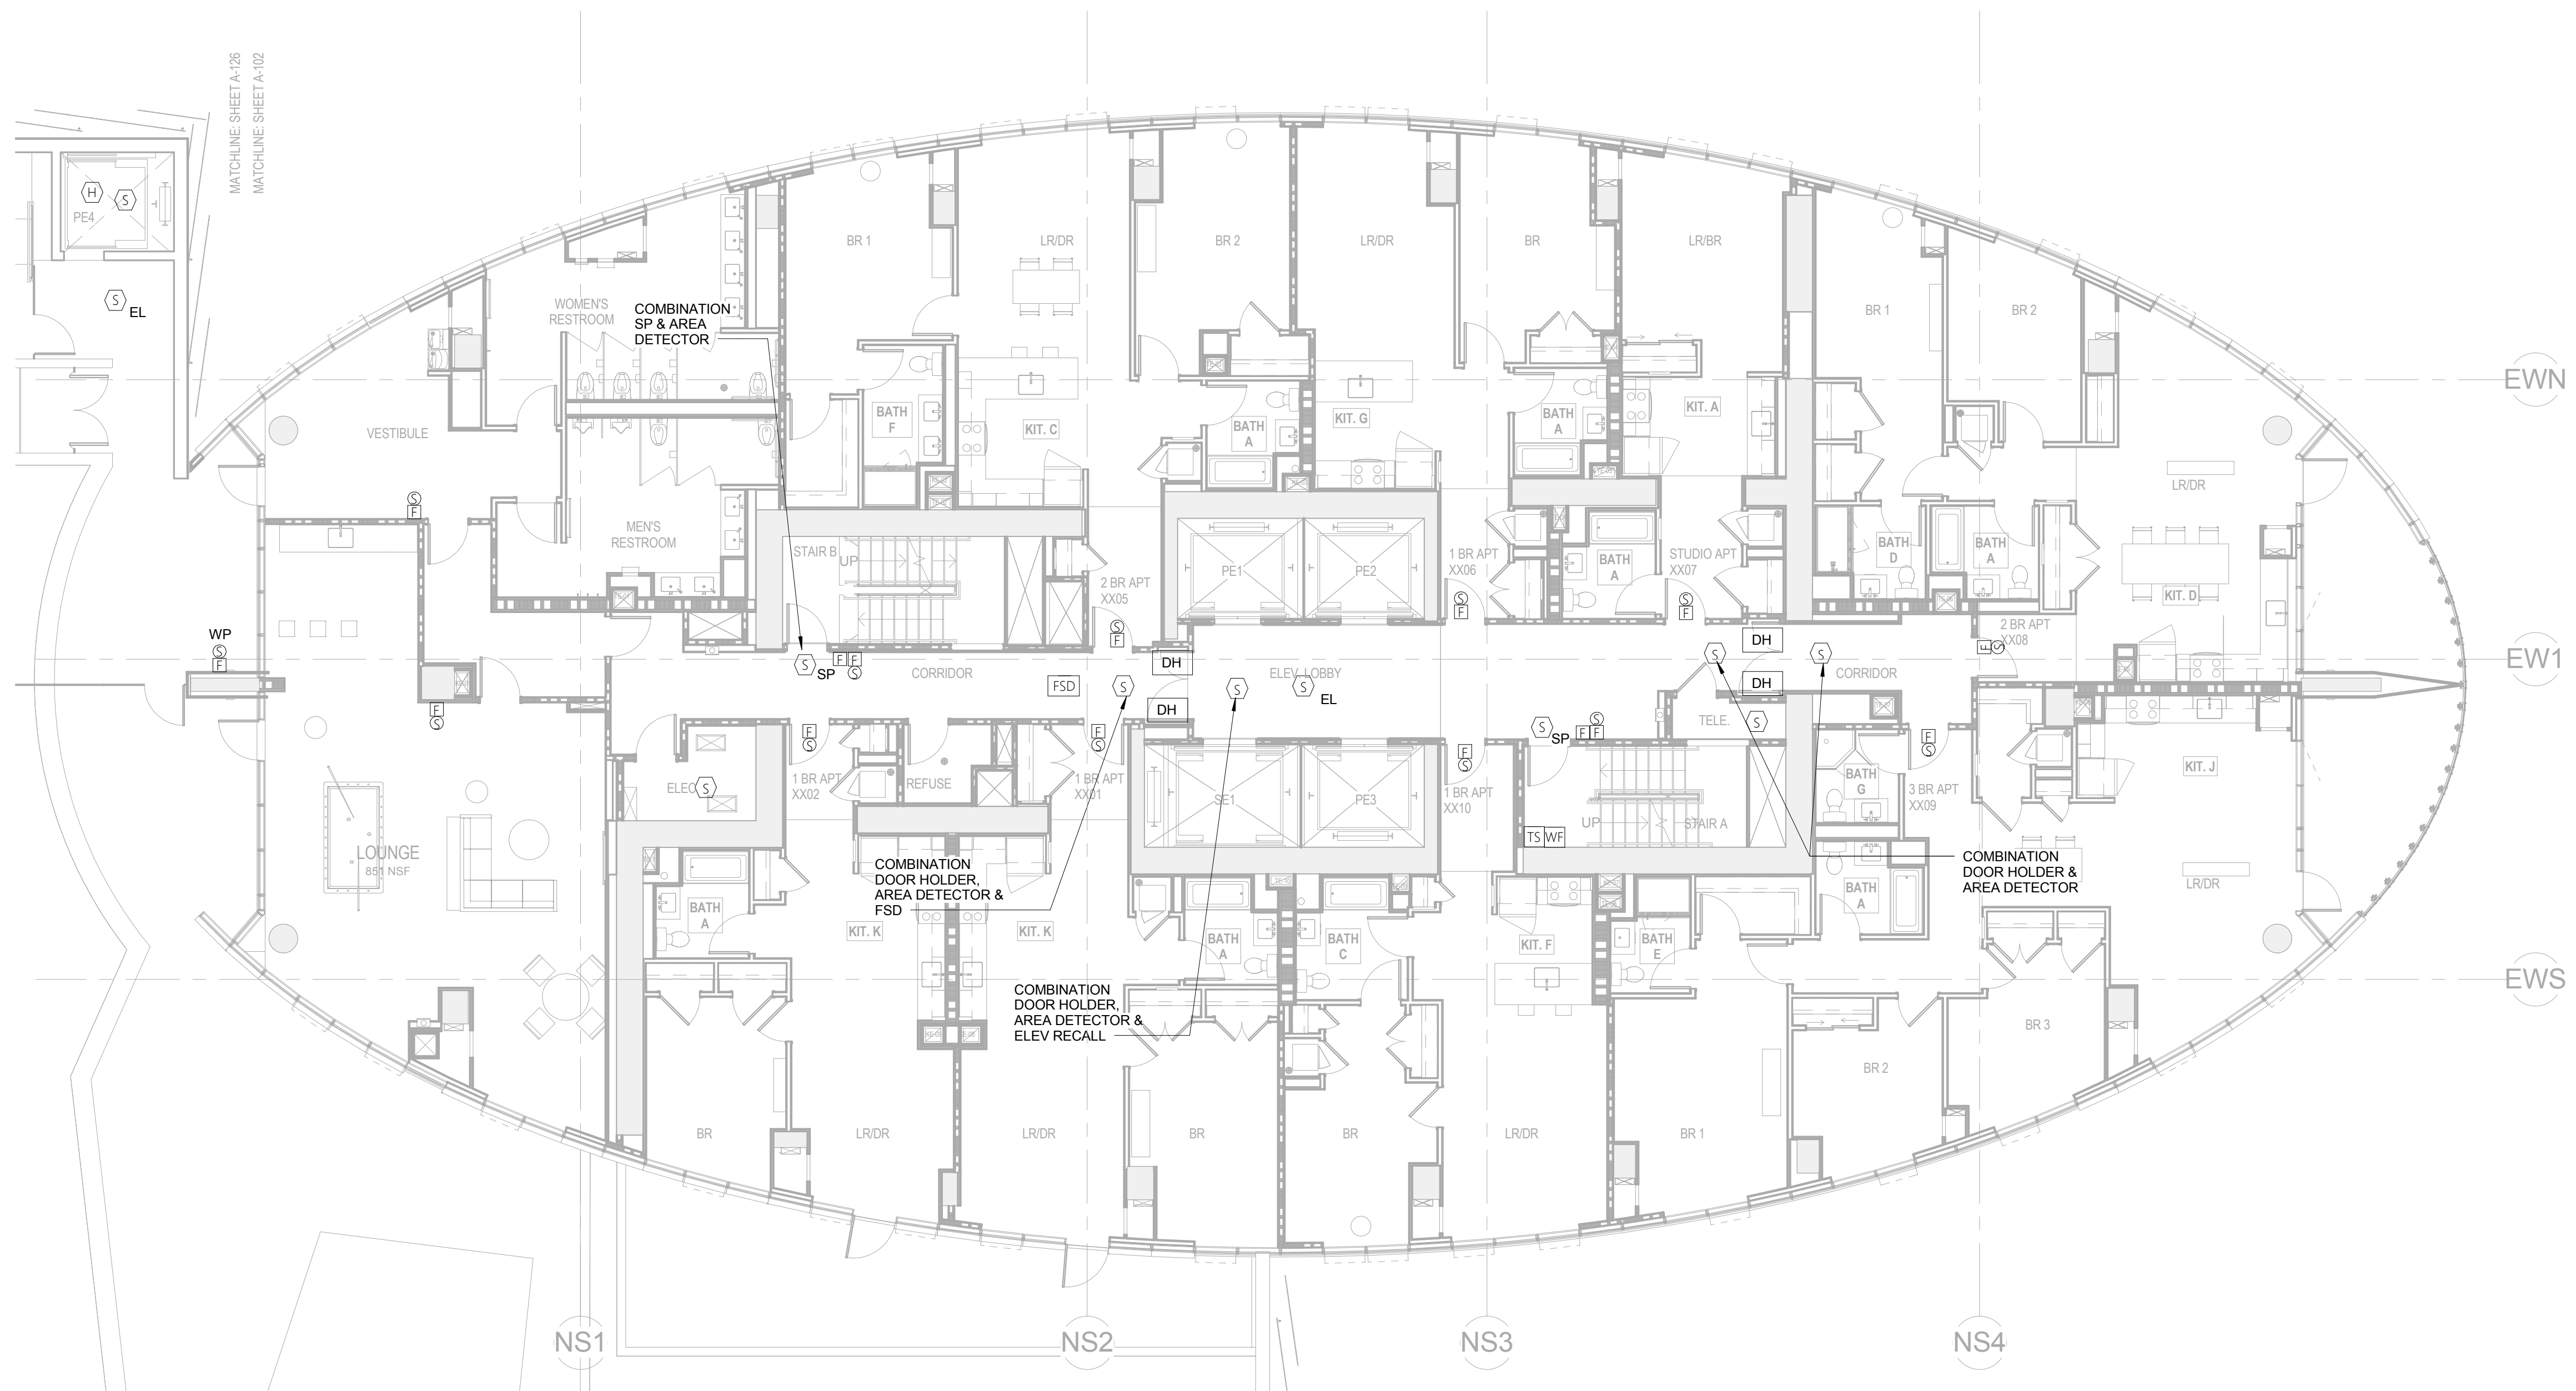 MATCHLINE: SHEET A-126
MATCHLINE: SHEET A-102
H
S
PE4
S
EL
WOMEN'S
RESTROOM
COMBINATION
SP & AREA
DETECTOR
BR 1
LR/DR
BR 2
LR/DR
BR
LR/BR
BR 1
BR 2
EWN
VESTIBULE
BATH
F
KIT. C
BATH
A
KIT. G
BATH
A
KIT. A
LR/DR
S
F
MEN'S
RESTROOM
STAIR B
UP
2 BR APT
XX05
PE1
PE2
1 BR APT
XX06
BATH
A
STUDIO APT
XX07
BATH
D
BATH
A
KIT. D
S
F
S
F
S
F
2 BR APT
XX08
WP
S
F
S
SP
F
F
S
CORRIDOR
FSD
S
DH
DH
S
ELEV. LOBBY
S
EL
S
DH
DH
S
CORRIDOR
F
S
EW1
F
S
ELEC
S
F
S
1 BR APT
XX02
REFUSE
F
S
1 BR APT
XX01
SE1
PE3
F
S
1 BR APT
XX10
S
SP
S
F
F
TELE.
S
F
S
TS
WF
UP
STAIR A
BATH
G
3 BR APT
XX09
KIT. J
LOUNGE
851 NSF
COMBINATION
DOOR HOLDER,
AREA DETECTOR &
FSD
COMBINATION
DOOR HOLDER &
AREA DETECTOR
LR/DR
BATH
A
KIT. K
KIT. K
BATH
A
BATH
C
KIT. F
BATH
E
BATH
A
EWS
COMBINATION
DOOR HOLDER,
AREA DETECTOR &
ELEV RECALL
BR 3
BR 2
BR
LR/DR
LR/DR
BR
BR
LR/DR
BR 1
NS1
NS2
NS3
NS4